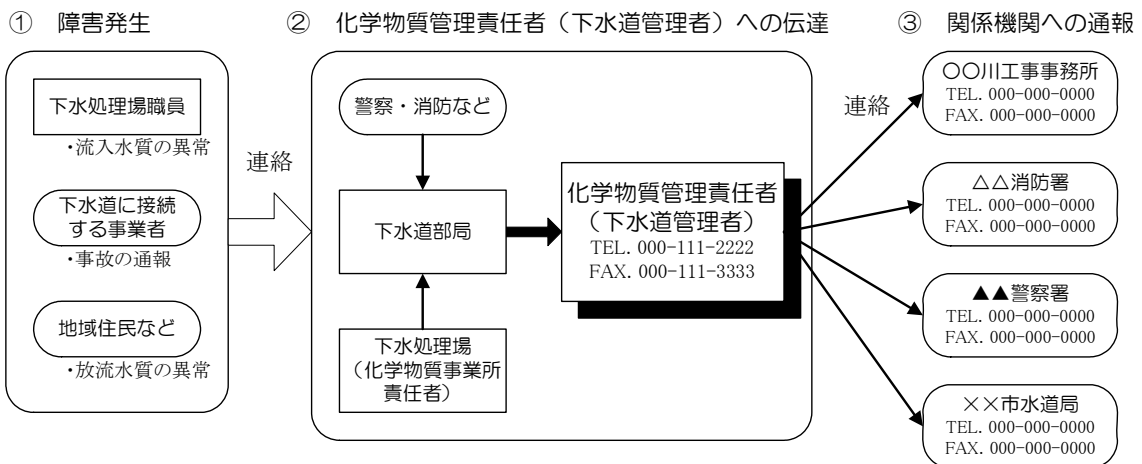 ① 障害発生
下水処理場職員
・流入水質の異常
下水道に接続
する事業者
・事故の通報
地域住民など
・放流水質の異常
連絡
② 化学物質管理責任者（下水道管理者）への伝達
警察・消防など
下水道部局
下水処理場
（化学物質事業所
責任者）
化学物質管理責任者
（下水道管理者）
TEL. 000-111-2222
FAX. 000-111-3333
連絡
③ 関係機関への通報
〇〇川工事事務所
TEL. 000-000-0000
FAX. 000-000-0000
△△消防署
TEL. 000-000-0000
FAX. 000-000-0000
▲▲警察署
TEL. 000-000-0000
FAX. 000-000-0000
××市水道局
TEL. 000-000-0000
FAX. 000-000-0000